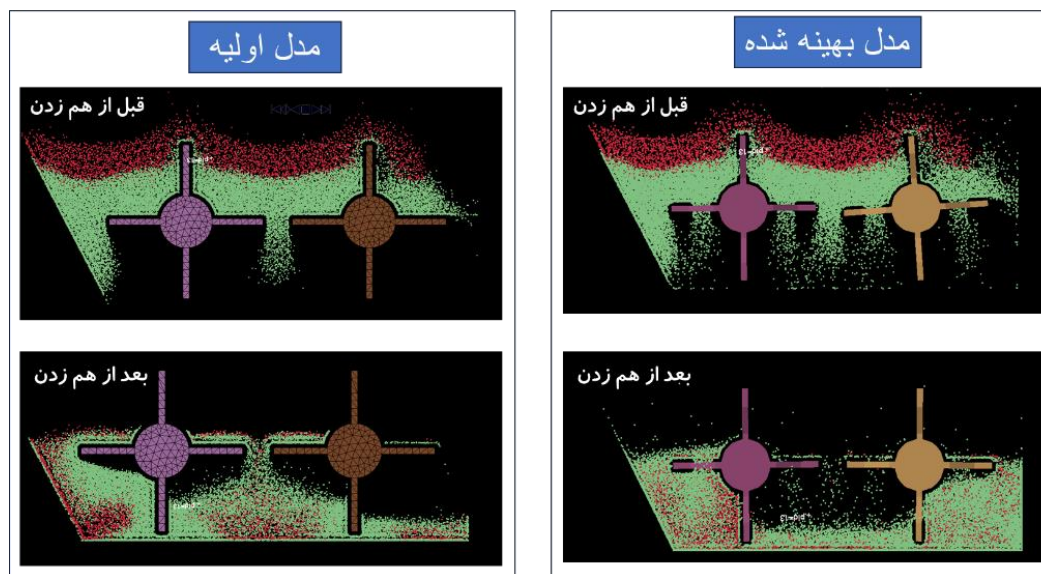 مدل اولیه
قبل از هم زدن
بعد از هم زدن
مدل بهینه شده
قبل از هم زدن
بعد از هم زدن